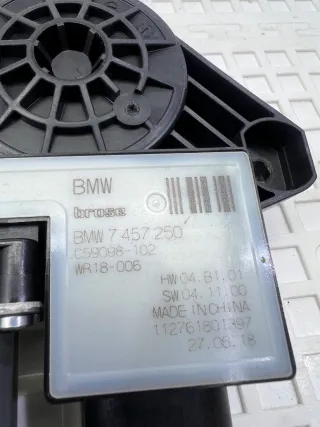 BMW
brose
BMW 7 457 250
C59098-102
WR18-006
HW 04.B1.01
SW 04.11.00
MADE IN CHINA
112761801397
27.06.18